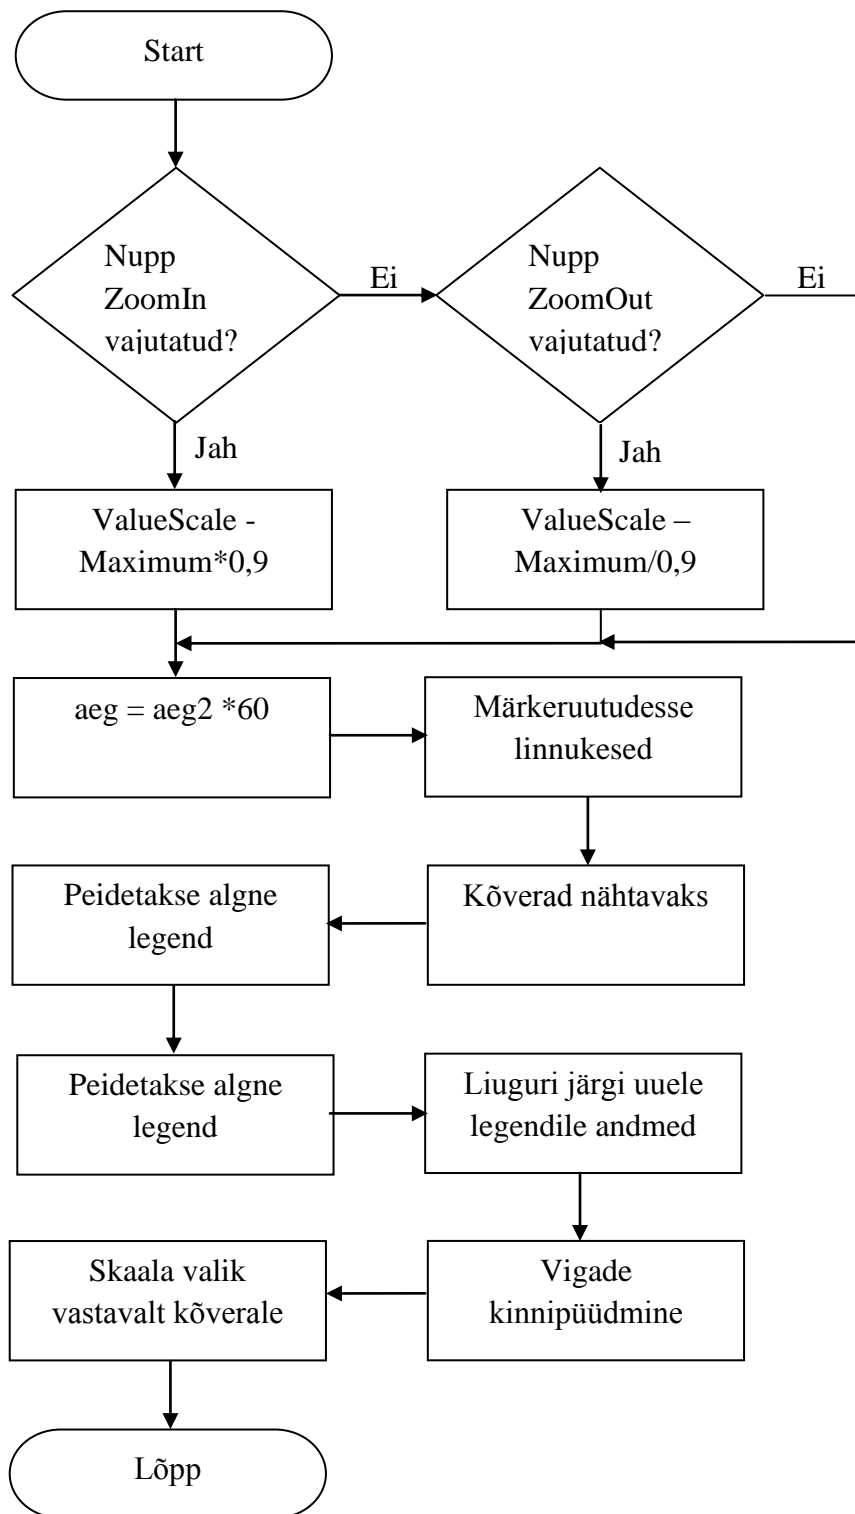 Start
Nupp
ZoomIn
vajutatud?
Ei
Nupp
ZoomOut
vajutatud?
Ei
Jah
Jah
ValueScale -
Maximum*0,9
ValueScale –
Maximum/0,9
aeg = aeg2 *60
Märkeruutudesse
linnukesed
Peidetakse algne
legend
Kõverad nähtavaks
Peidetakse algne
legend
Liuguri järgi uuele
legendile andmed
Skaala valik
vastavalt kõverale
Vigade
kinnipüüdmine
Lõpp